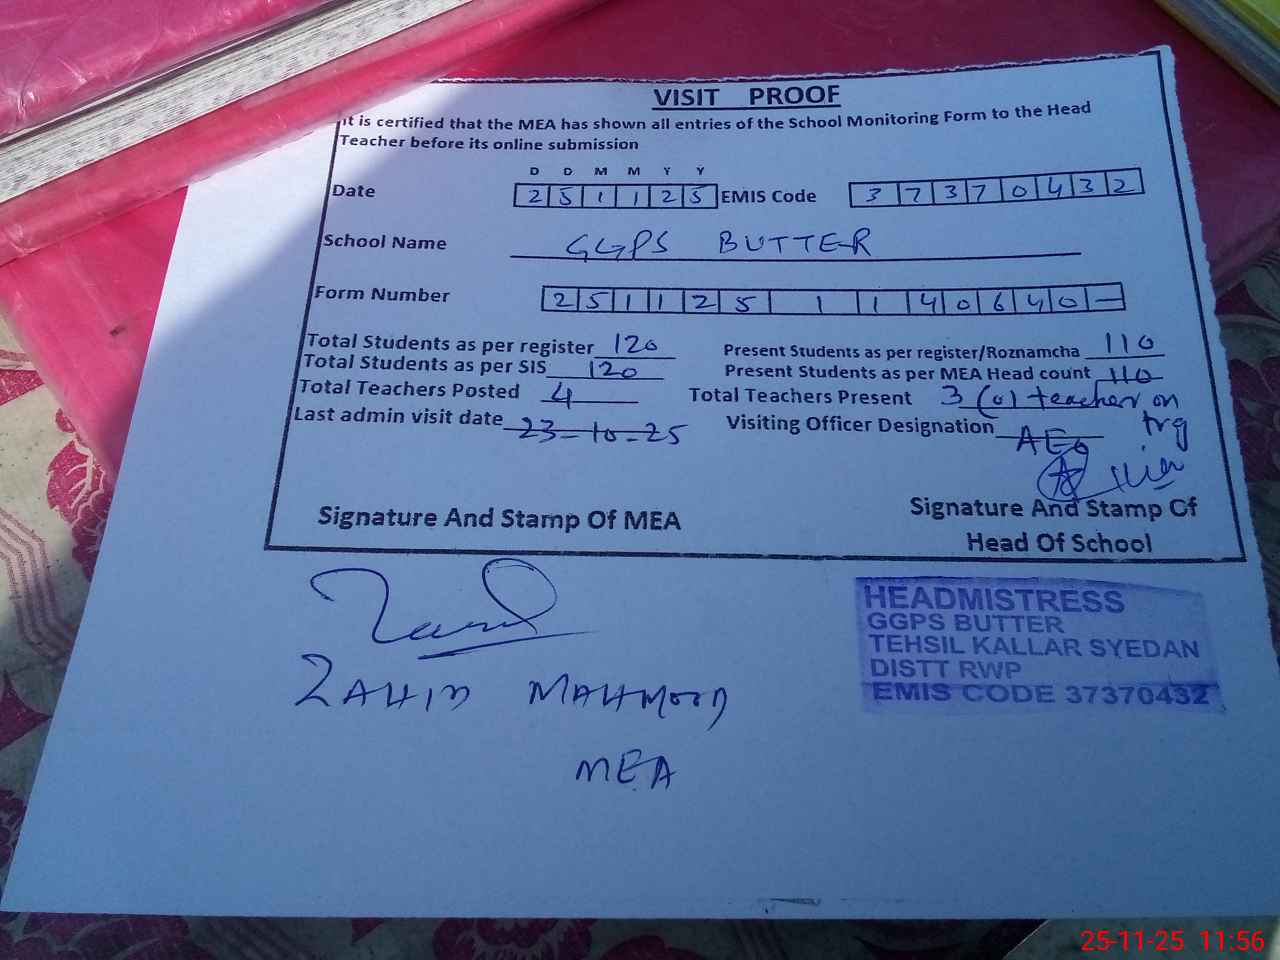 VISIT PROOF
It is certified that the MEA has shown all entries of the School Monitoring Form to the Head
Teacher before its online submission
D D M M Y Y
Date 2 5 1 1 2 5 EMIS Code 3 7 3 7 0 4 3 2
School Name GGPS BUTTER
Form Number 2 5 1 1 2 5 1 1 4 0 6 4 0 –
Total Students as per register 120 Present Students as per register/Roznamcha 110
Total Students as per SIS 120 Present Students as per MEA Head count 110
Total Teachers Posted 4 Total Teachers Present 3 (01 teacher on trg
Last admin visit date 23-10-25 Visiting Officer Designation AEO
Signature And Stamp Of MEA Signature And Stamp Of
Head Of School
ZAHID MAHMOOD
MEA
HEADMISTRESS
GGPS BUTTER
TEHSIL KALLAR SYEDAN
DISTT RWP
EMIS CODE 37370432
25-11-25 11:56